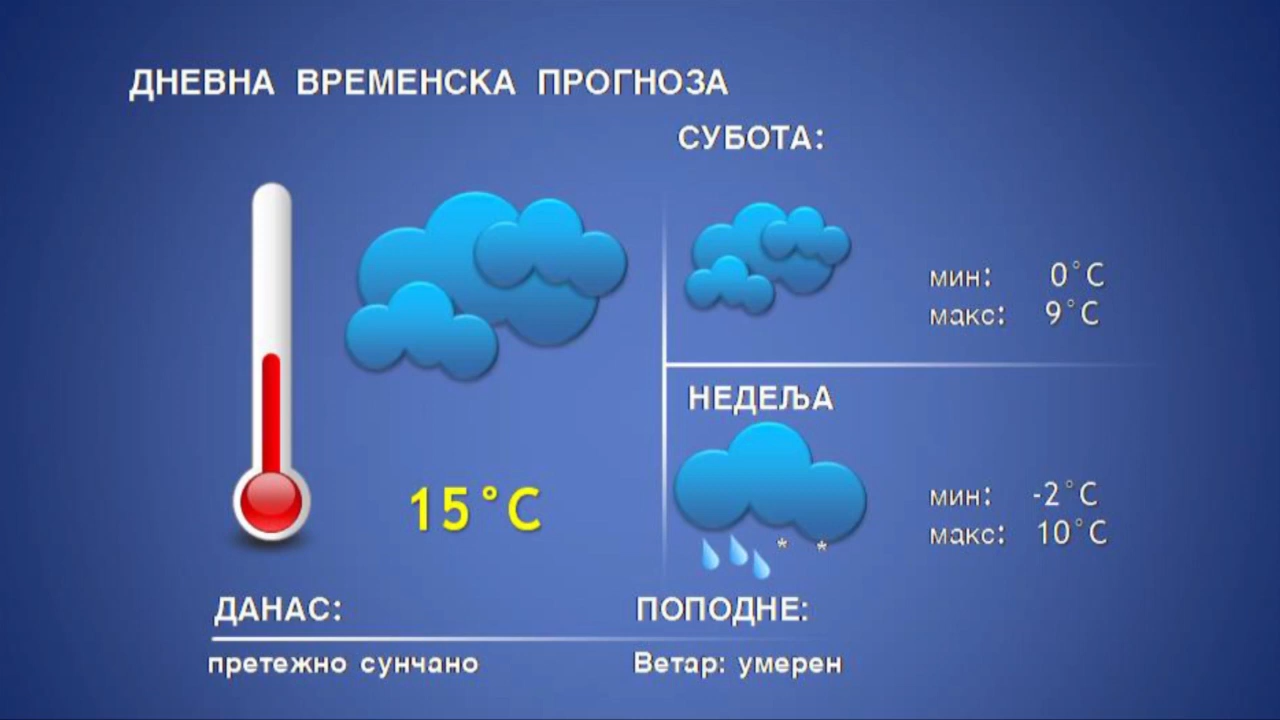 ДНЕВНА ВРЕМЕНСКА ПРОГНОЗА
СУБОТА:
мин: 0°C
макс: 9°C
НЕДЕЉА
мин: -2°C
макс: 10°C
15°C
ДАНАС:
претежно сунчано
ПОПОДНЕ:
Ветар: умерен